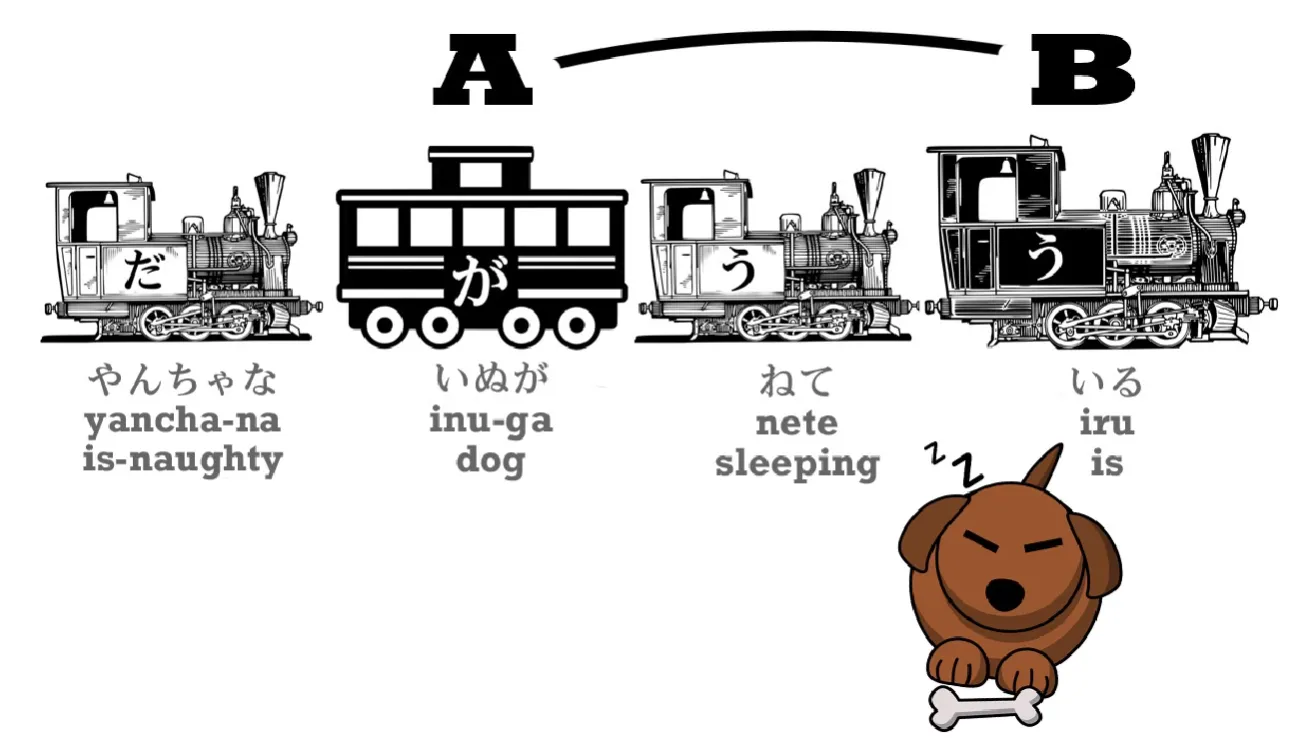 A B
だ が う う
やんちゃな いぬが ねて いる
yancha-na inu-ga nete iru
is-naughty dog sleeping is
z z